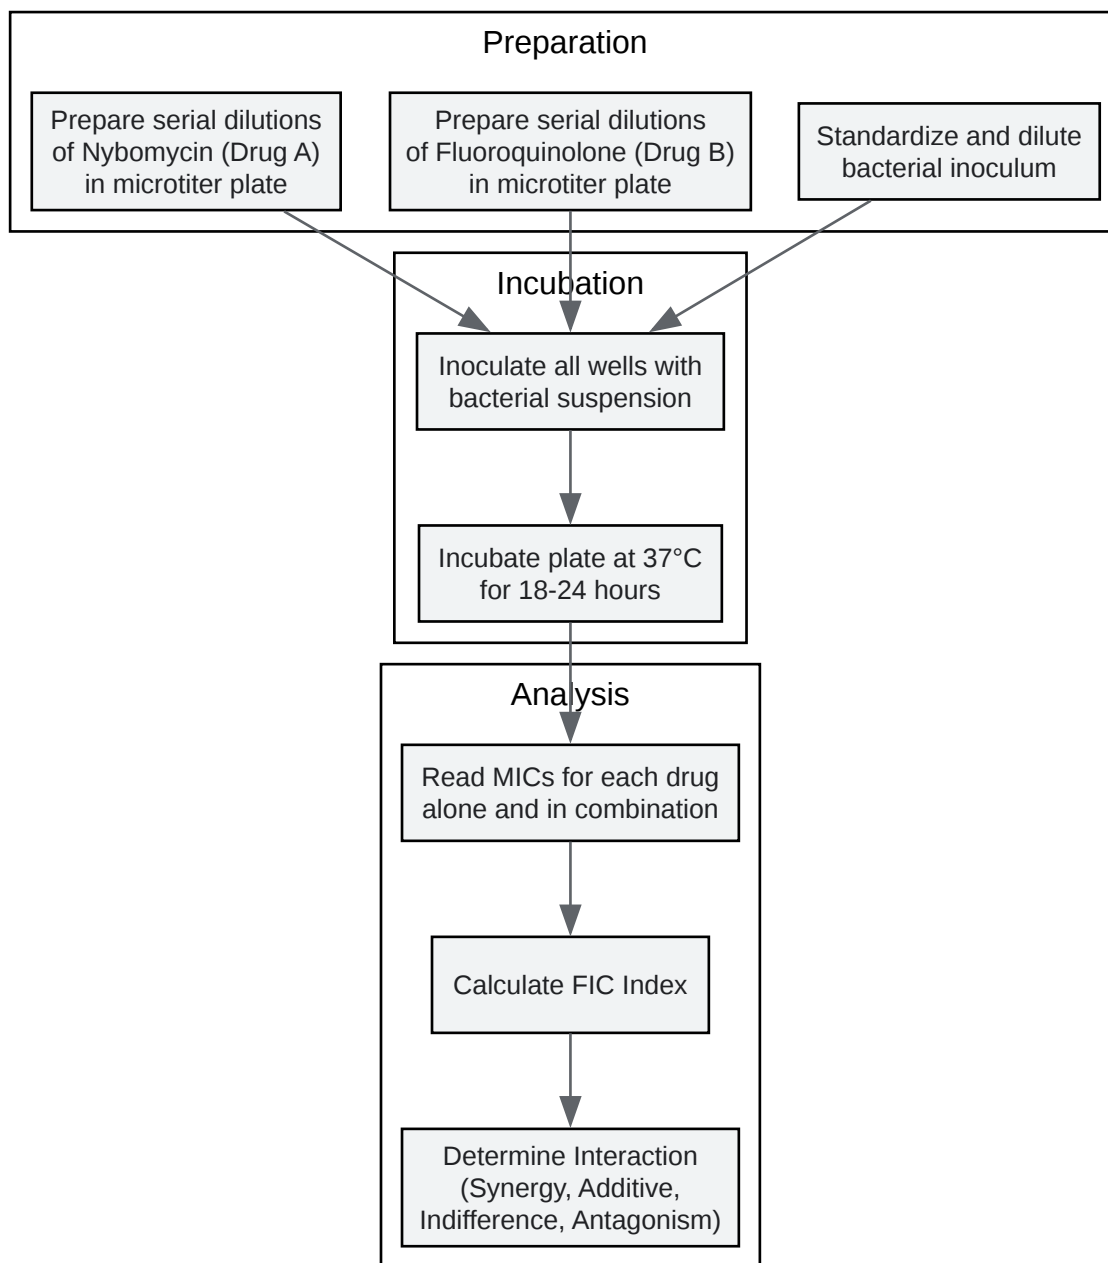 Preparation
Prepare serial dilutions
of Nybomycin (Drug A)
in microtiter plate
Prepare serial dilutions
of Fluoroquinolone (Drug B)
in microtiter plate
Standardize and dilute
bacterial inoculum
Incubation
Inoculate all wells with
bacterial suspension
Incubate plate at 37°C
for 18-24 hours
Analysis
Read MICs for each drug
alone and in combination
Calculate FIC Index
Determine Interaction
(Synergy, Additive,
Indifference, Antagonism)